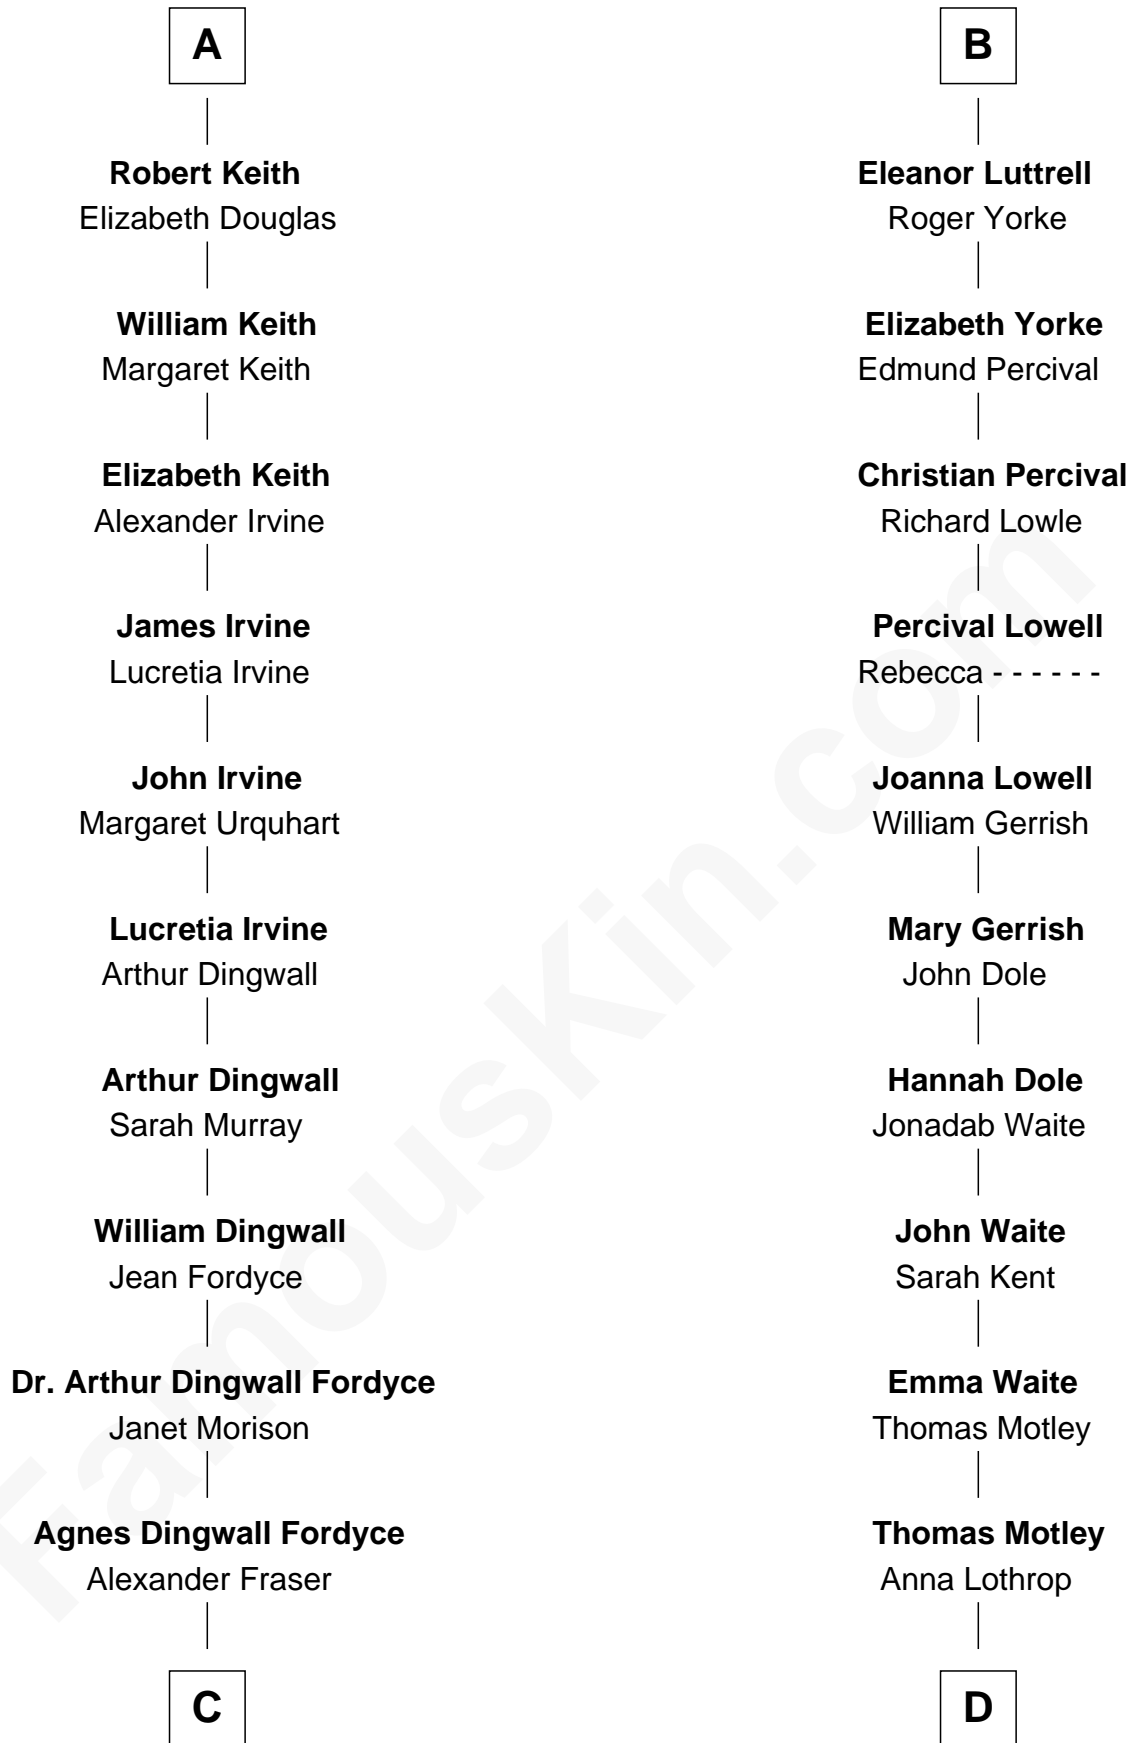 A
Robert Keith
Elizabeth Douglas
William Keith
Margaret Keith
Elizabeth Keith
Alexander Irvine
James Irvine
Lucretia Irvine
John Irvine
Margaret Urquhart
Lucretia Irvine
Arthur Dingwall
Arthur Dingwall
Sarah Murray
William Dingwall
Jean Fordyce
Dr. Arthur Dingwall Fordyce
Janet Morison
Agnes Dingwall Fordyce
Alexander Fraser
C
B
Eleanor Luttrell
Roger Yorke
Elizabeth Yorke
Edmund Percival
Christian Percival
Richard Lowle
Percival Lowell
Rebecca - - - - - -
Joanna Lowell
William Gerrish
Mary Gerrish
John Dole
Hannah Dole
Jonadab Waite
John Waite
Sarah Kent
Emma Waite
Thomas Motley
Thomas Motley
Anna Lothrop
D
FamousKin.com